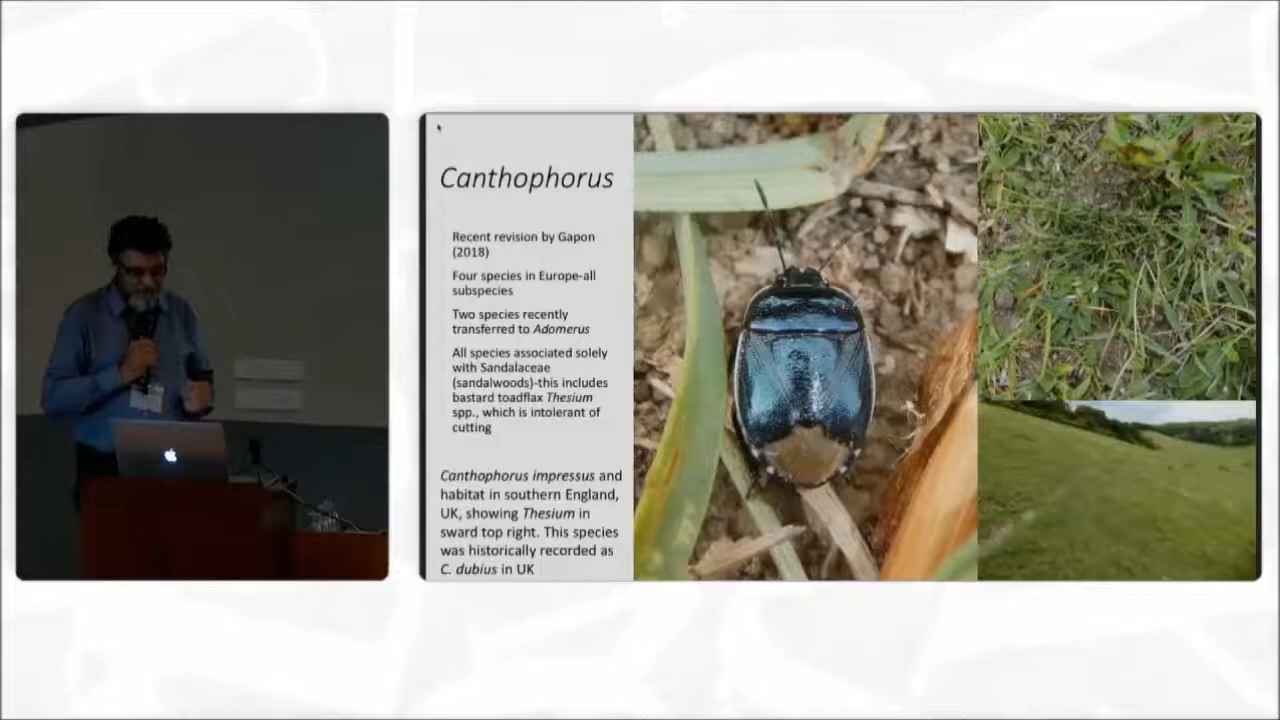 Canthophorus
Recent revision by Gapon
(2018)
Four species in Europe-all
subspecies
Two species recently
transferred to Adomerus
All species associated solely
with Sandalaceae
(sandalwoods)-this includes
bastard toadflax Thesium
spp., which is intolerant of
cutting
Canthophorus impressus and
habitat in southern England,
UK, showing Thesium in
sward top right. This species
was historically recorded as
C. dubius in UK